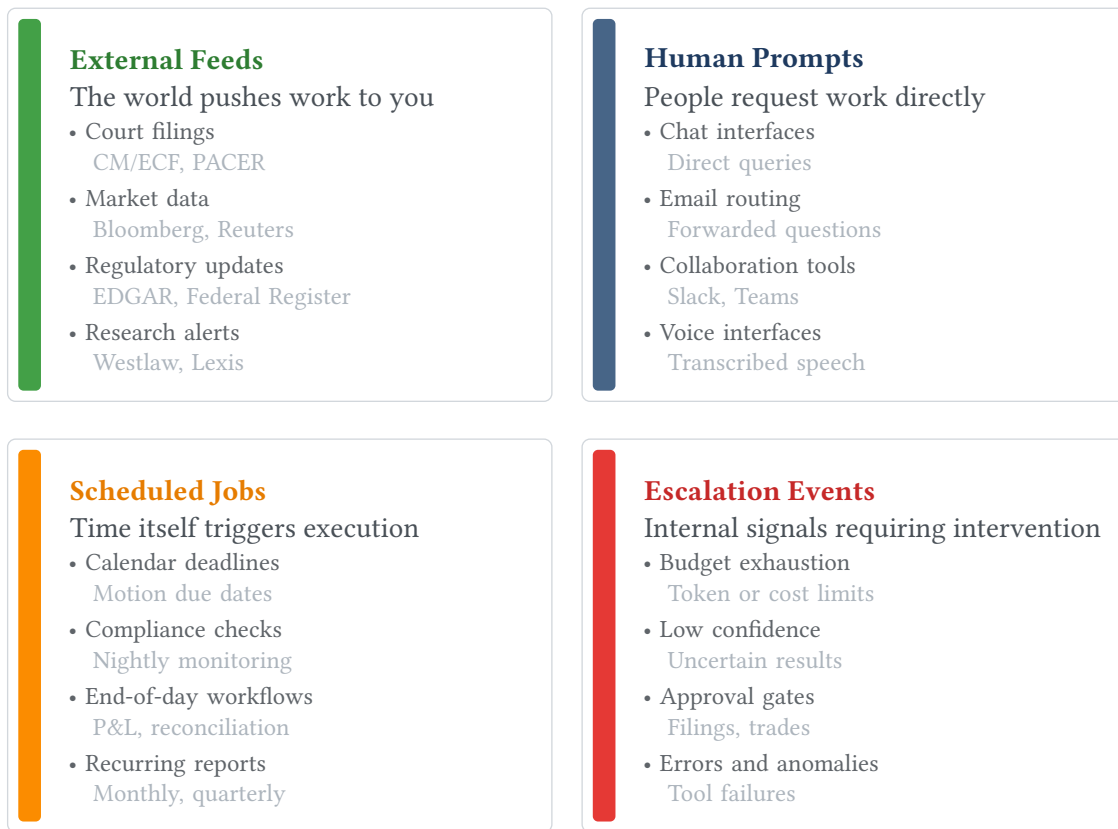 External Feeds
The world pushes work to you
• Court filings
CM/ECF, PACER
• Market data
Bloomberg, Reuters
• Regulatory updates
EDGAR, Federal Register
• Research alerts
Westlaw, Lexis
Human Prompts
People request work directly
• Chat interfaces
Direct queries
• Email routing
Forwarded questions
• Collaboration tools
Slack, Teams
• Voice interfaces
Transcribed speech
Scheduled Jobs
Time itself triggers execution
• Calendar deadlines
Motion due dates
• Compliance checks
Nightly monitoring
• End-of-day workflows
P&L, reconciliation
• Recurring reports
Monthly, quarterly
Escalation Events
Internal signals requiring intervention
• Budget exhaustion
Token or cost limits
• Low confidence
Uncertain results
• Approval gates
Filings, trades
• Errors and anomalies
Tool failures